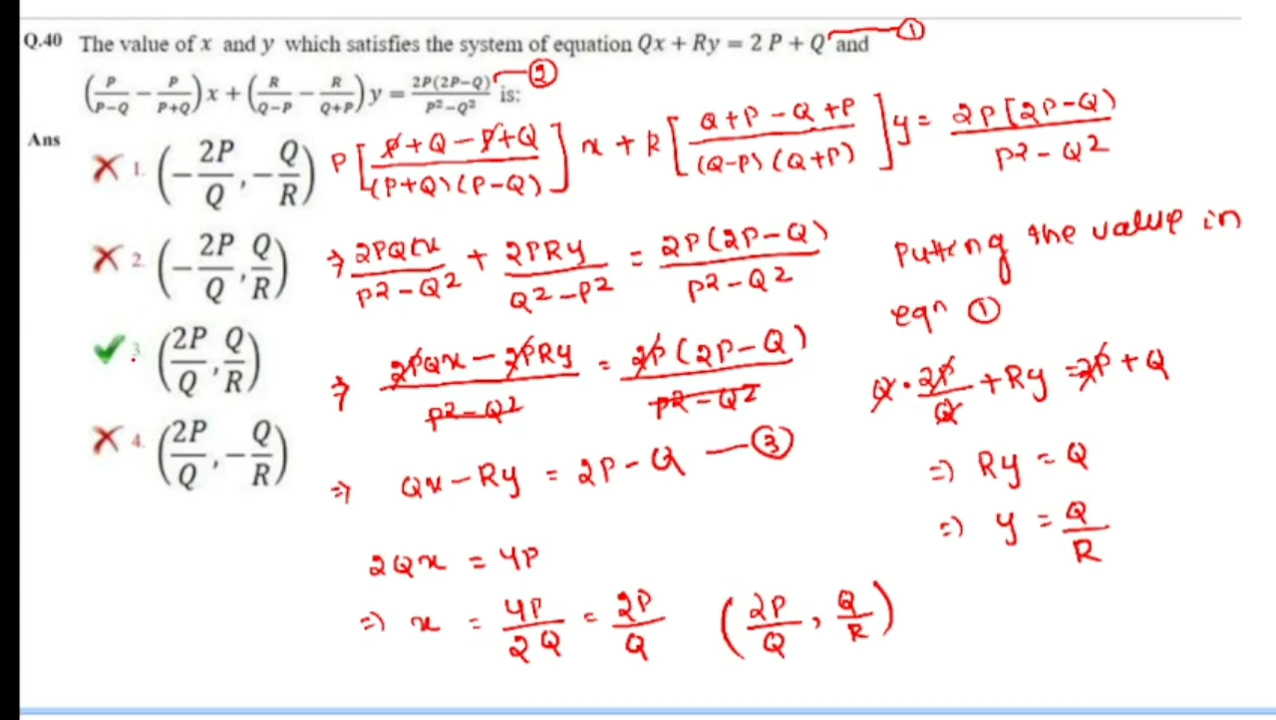 Q.40 The value of x and y which satisfies the system of equation Qx + Ry = 2 P + Q and ①
(P/(P−Q) − P/(P+Q))x + (R/(Q−P) − R/(Q+P))y = 2P(2P−Q)/(P²−Q²) is: ②
Ans
1. (−2P/Q, −Q/R)
2. (−2P/Q, Q/R)
3. (2P/Q, Q/R)
4. (2P/Q, −Q/R)
P[(P+Q−P+Q)/((P+Q)(P−Q))]x + R[(Q+P−Q+P)/((Q−P)(Q+P))]y = 2P[2P−Q)/(P²−Q²)
⇒ 2PQx/(P²−Q²) + 2PRy/(Q²−P²) = 2P(2P−Q)/(P²−Q²)
⇒ (2PQx − 2PRy)/(P²−Q²) = 2P(2P−Q)/(P²−Q²)
⇒ Qx − Ry = 2P − Q — ③
2Qx = 4P
⇒ x = 4P/2Q = 2P/Q (2P/Q, Q/R)
Putting the value in
eqn ①
Q · 2P/Q + Ry = 2P + Q
⇒ Ry = Q
⇒ y = Q/R